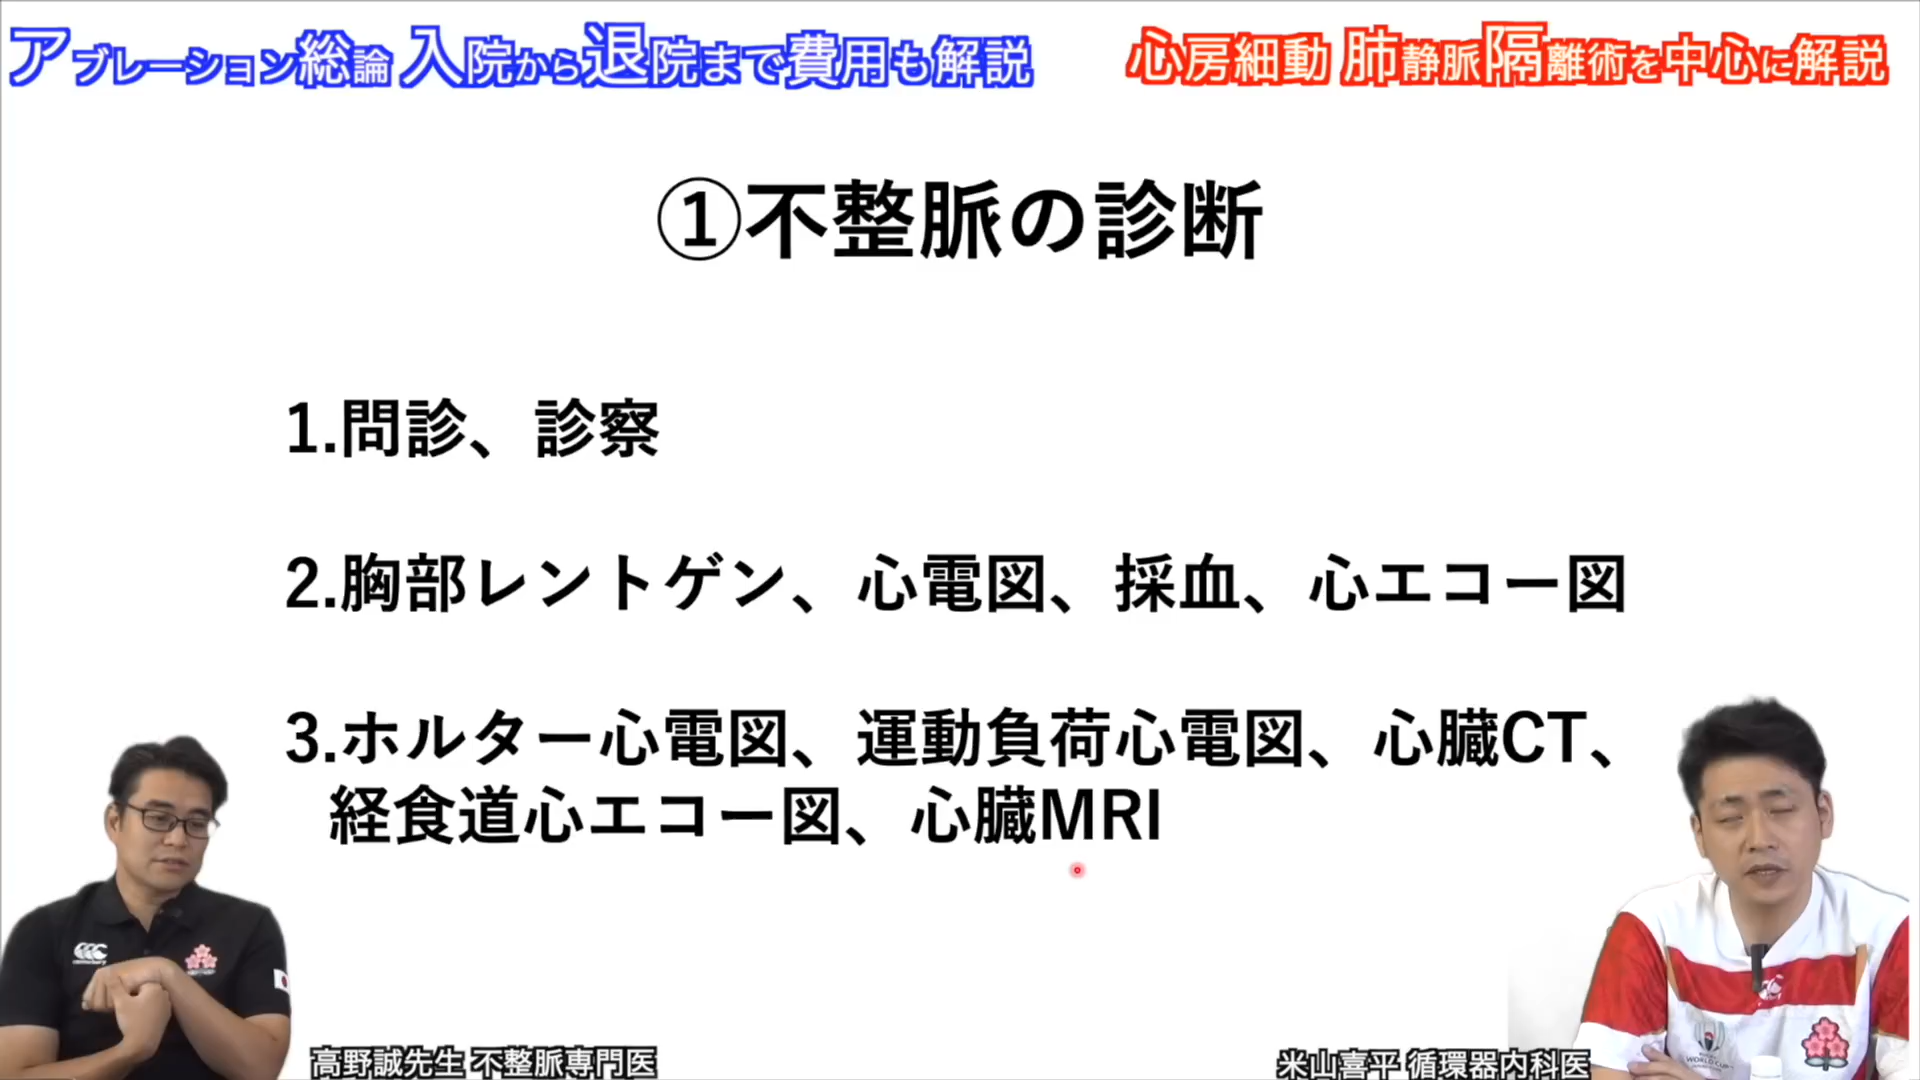 アブレーション総論 入院から退院まで費用も解説
心房細動 肺静脈隔離術を中心に解説
①不整脈の診断
1.問診、診察
2.胸部レントゲン、心電図、採血、心エコー図
3.ホルター心電図、運動負荷心電図、心臓CT、
経食道心エコー図、心臓MRI
高野誠先生 不整脈専門医
米山喜平 循環器内科医
canterbury
WORLD CUP